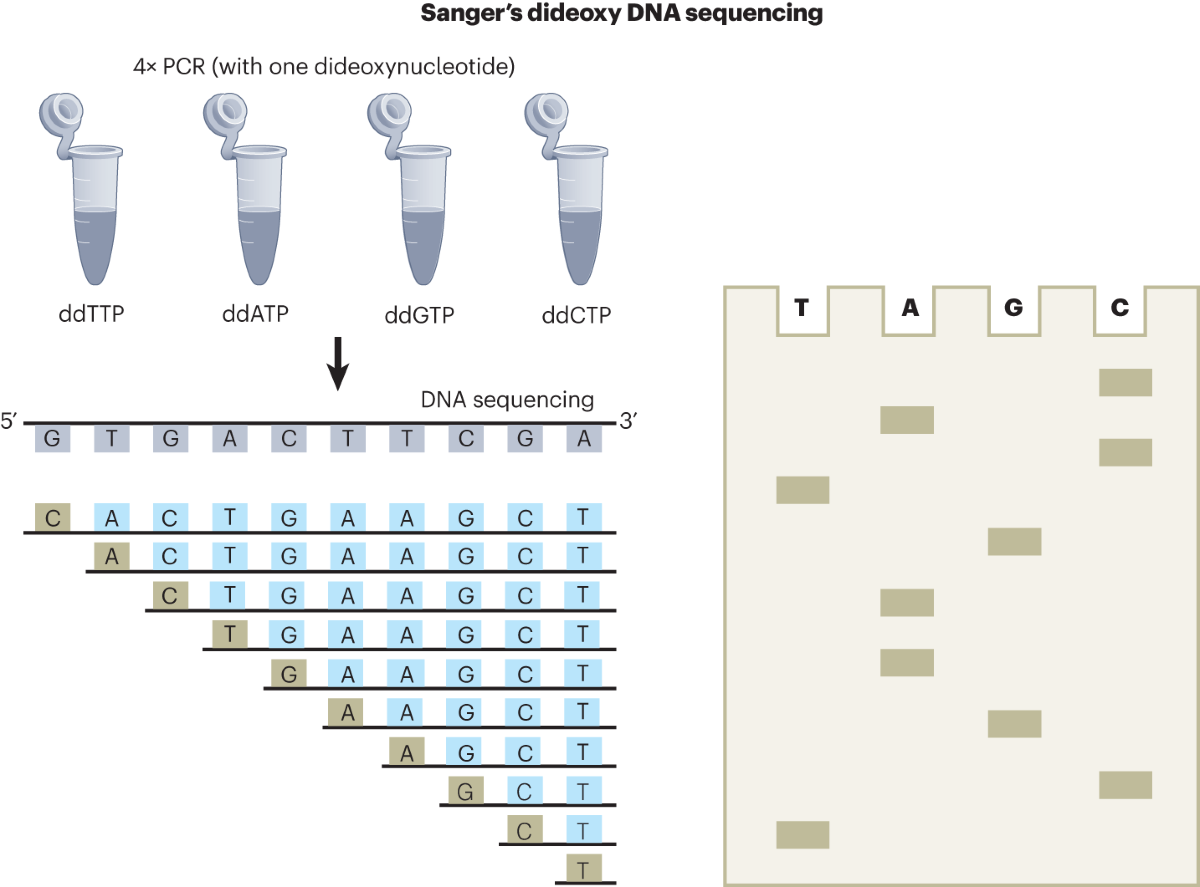 Sanger's dideoxy DNA sequencing
4× PCR (with one dideoxynucleotide)
ddTTP ddATP ddGTP ddCTP
DNA sequencing
5′ 3′
G T G A C T T C G A
C A C T G A A G C T
A C T G A A G C T
C T G A A G C T
T G A A G C T
G A A G C T
A A G C T
A G C T
G C T
C T
T
T A G C